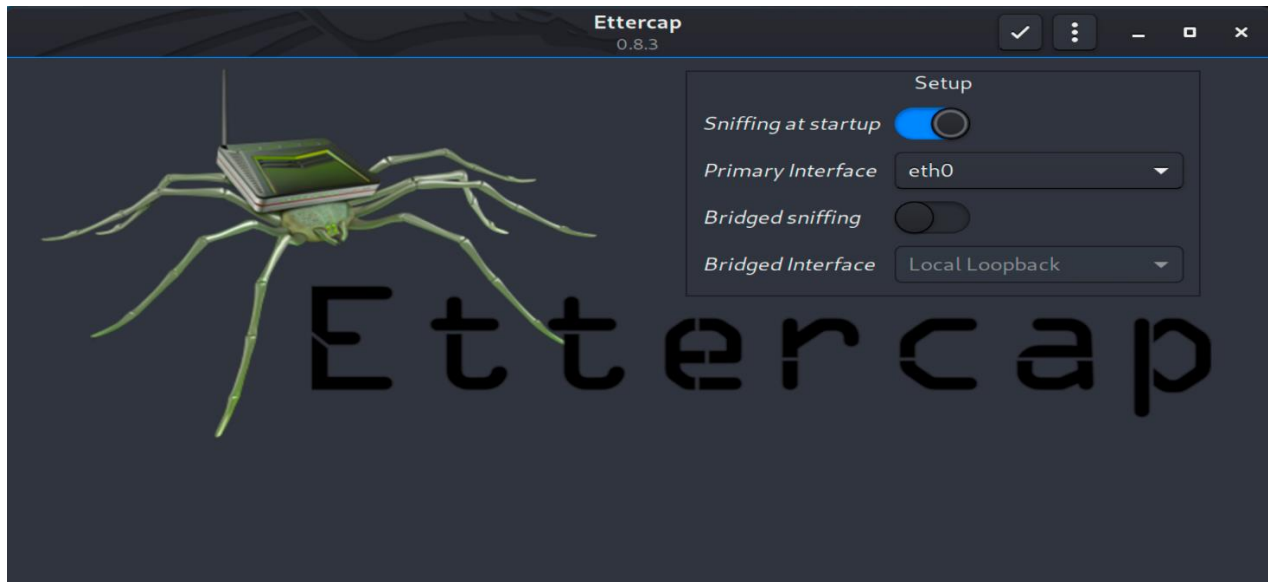 Ettercap
0.8.3
Setup
Sniffing at startup
Primary Interface eth0
Bridged sniffing
Bridged Interface Local Loopback
Ettercap